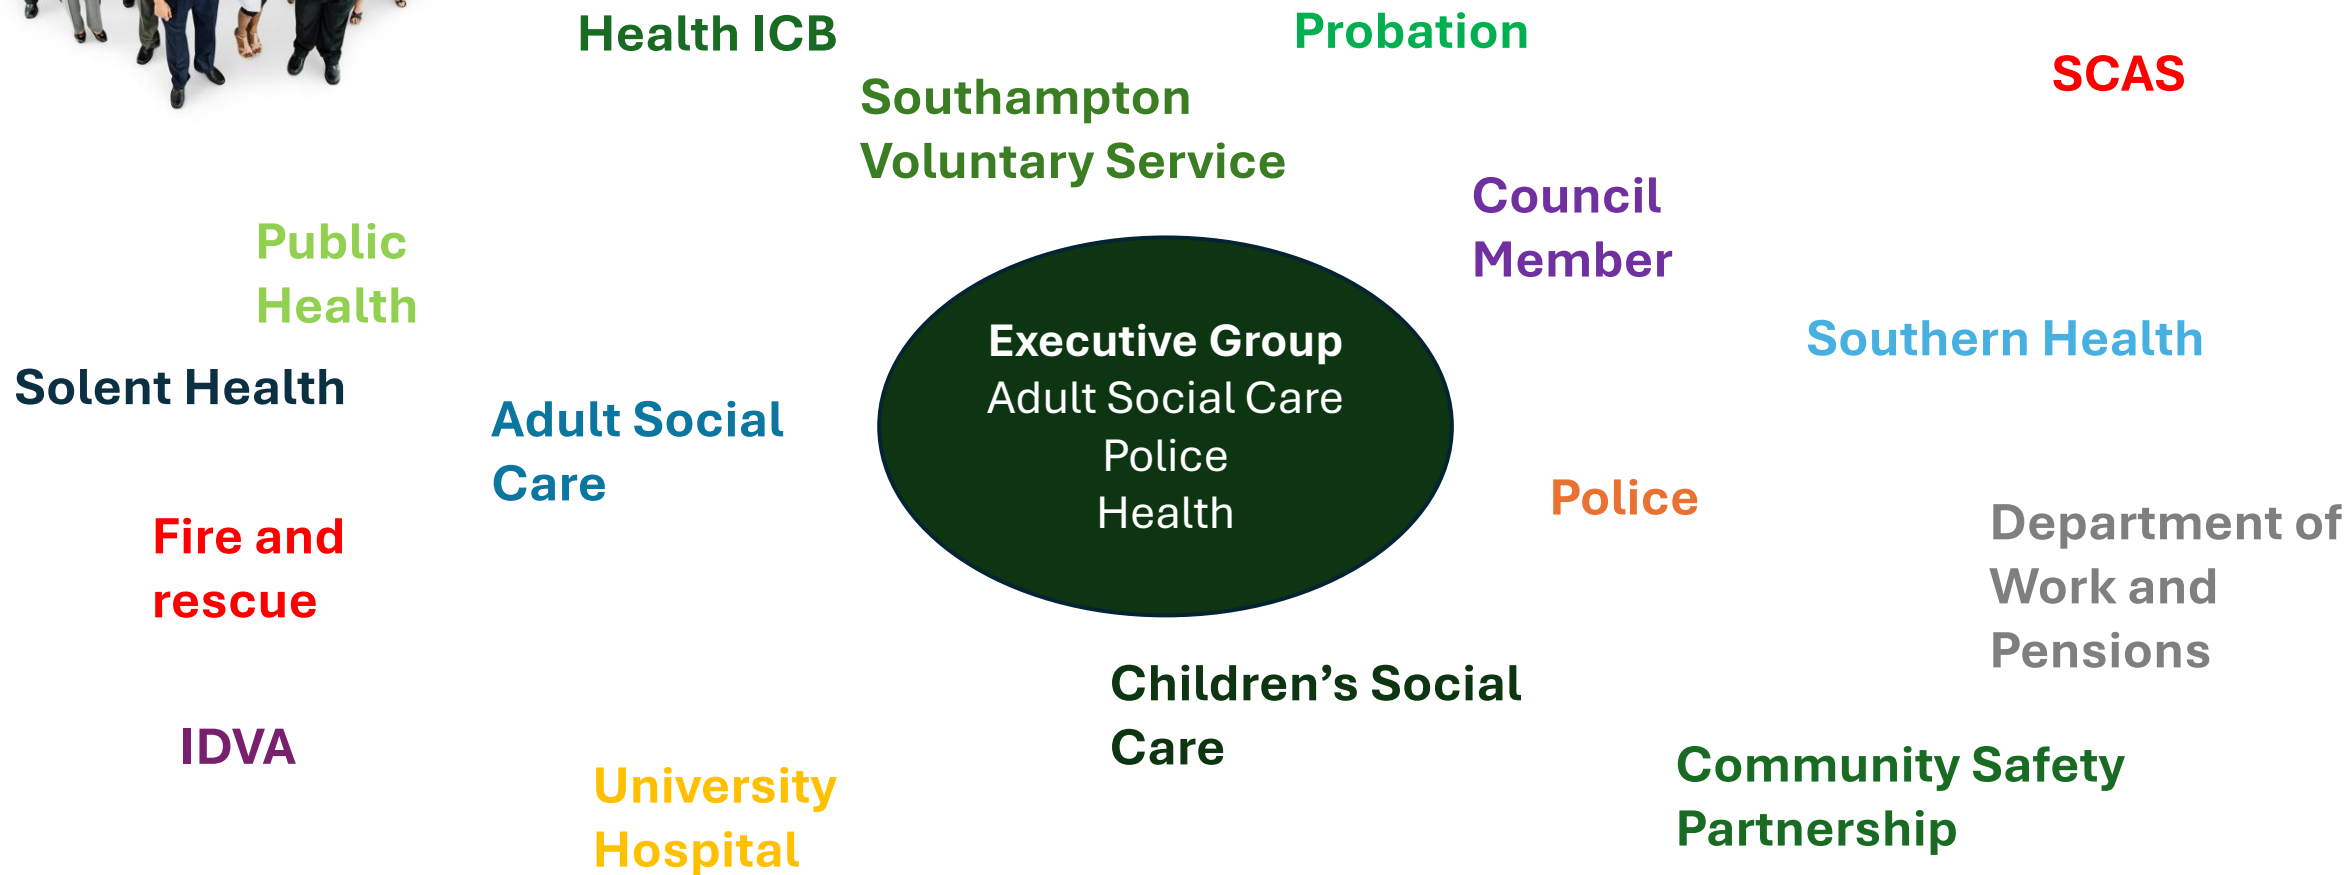 Health ICB
Probation
SCAS
Southampton
Voluntary Service
Council
Member
Public
Health
Executive Group
Adult Social Care
Police
Health
Southern Health
Solent Health
Adult Social
Care
Police
Department of
Work and
Pensions
Fire and
rescue
Children’s Social
Care
IDVA
University
Hospital
Community Safety
Partnership